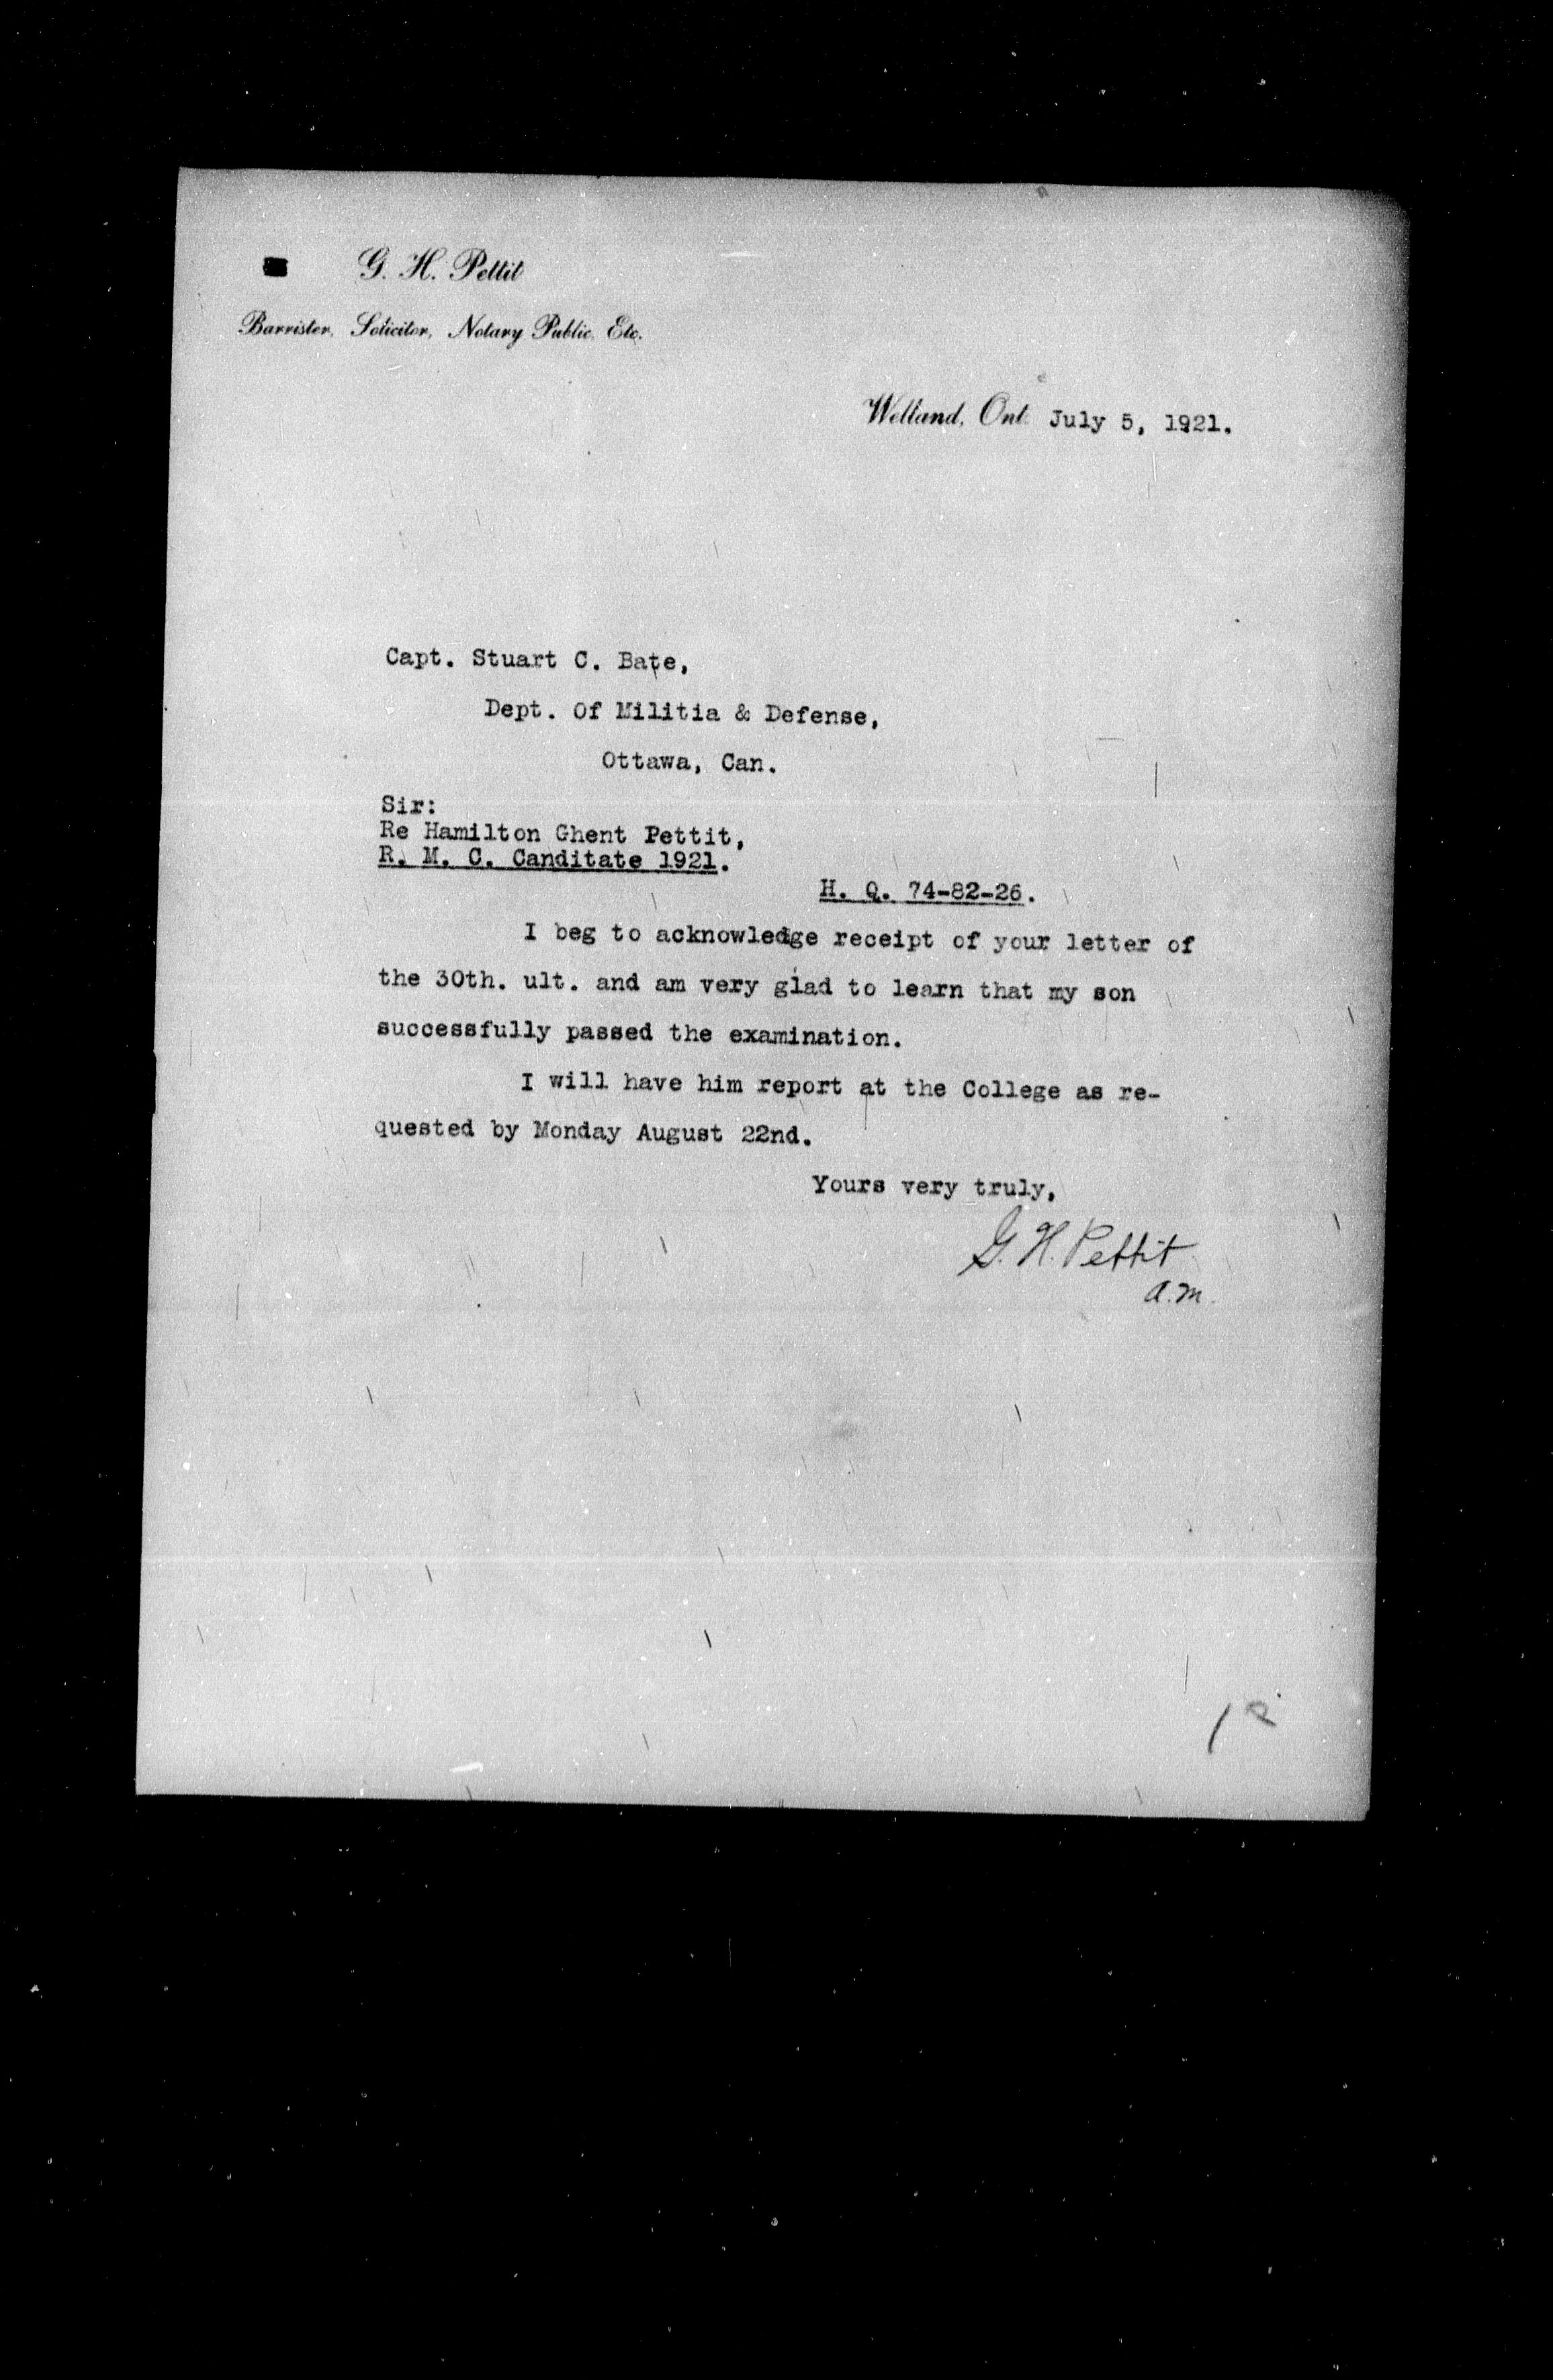 G. H. Pettit
Barrister, Solicitor, Notary Public, Etc.
Welland, Ont. July 5, 1921.
Capt. Stuart C. Bate,
Dept. Of Militia & Defense,
Ottawa, Can.
Sir:
Re Hamilton Ghent Pettit,
R. M. C. Canditate 1921.
H. Q. 74-82-26.
I beg to acknowledge receipt of your letter of
the 30th. ult. and am very glad to learn that my son
successfully passed the examination.
I will have him report at the College as re-
quested by Monday August 22nd.
Yours very truly,
G. H. Pettit
a.m.